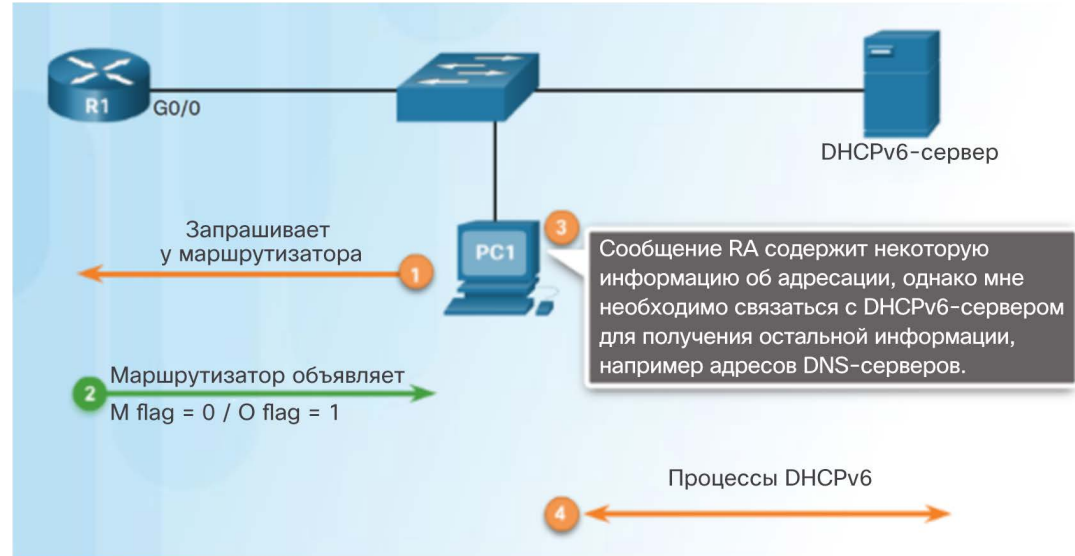 R1
G0/0
DHCPv6-сервер
Запрашивает
у маршрутизатора
1
PC1
3
Сообщение RA содержит некоторую
информацию об адресации, однако мне
необходимо связаться с DHCPv6-сервером
для получения остальной информации,
например адресов DNS-серверов.
2
Маршрутизатор объявляет
M flag = 0 / O flag = 1
Процессы DHCPv6
4